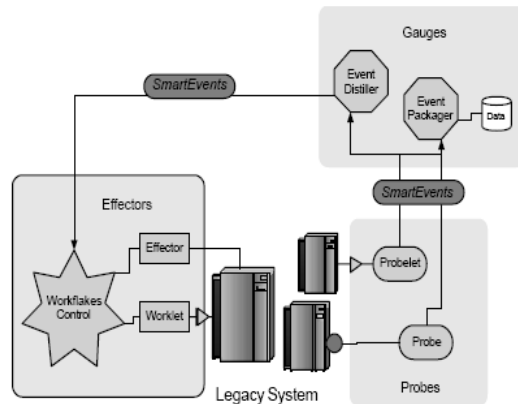 Gauges
Event
Distiller
SmartEvents
Event
Packager
Data
SmartEvents
Effectors
Effector
Workflakes
Control
Worklet
Probelet
Probe
Legacy System
Probes